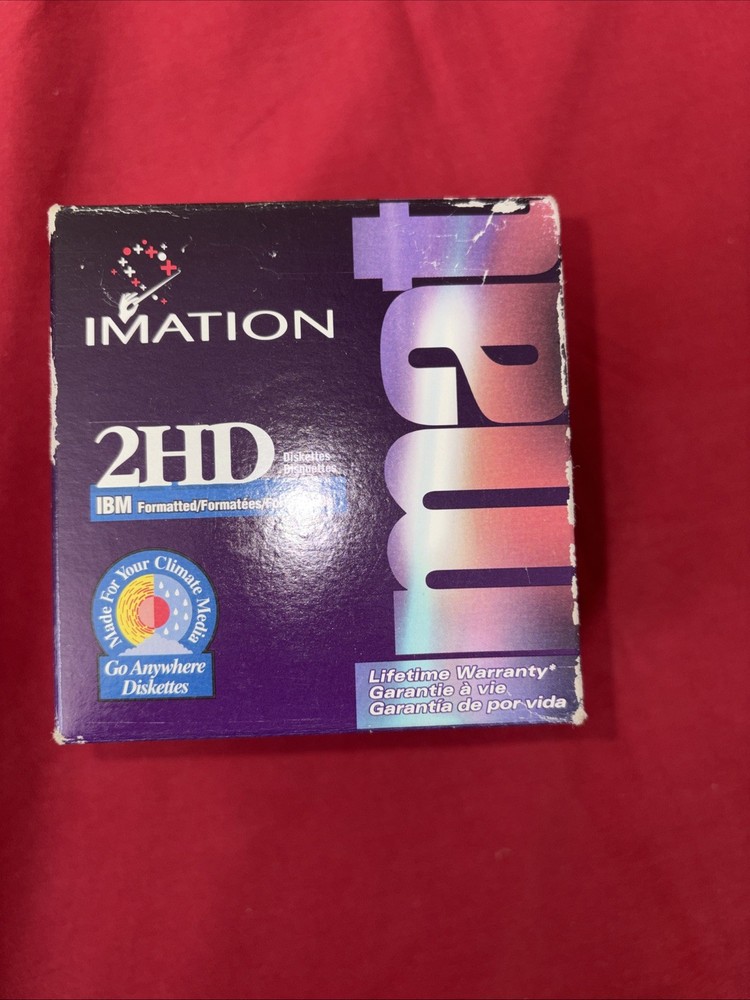 IMATION
2HD
Diskettes
Disquettes
IBM Formatted/Formatées/
Made For Your Climate Media
Go Anywhere
Diskettes
mat
Lifetime Warranty*
Garantie à vie
Garantía de por vida